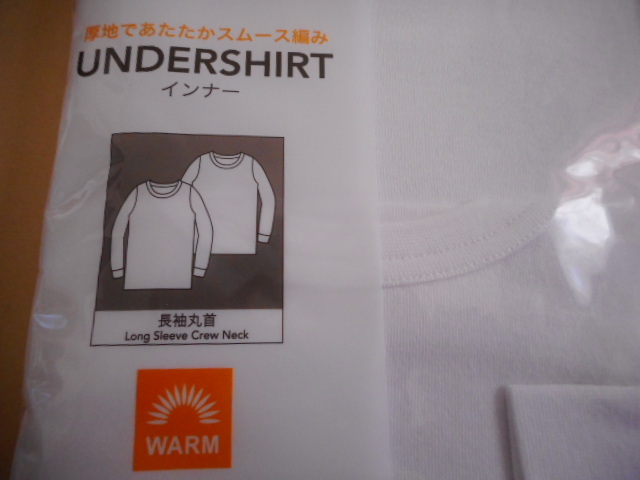 厚地であたたかスムース編み
UNDERSHIRT
インナー
長袖丸首
Long Sleeve Crew Neck
WARM